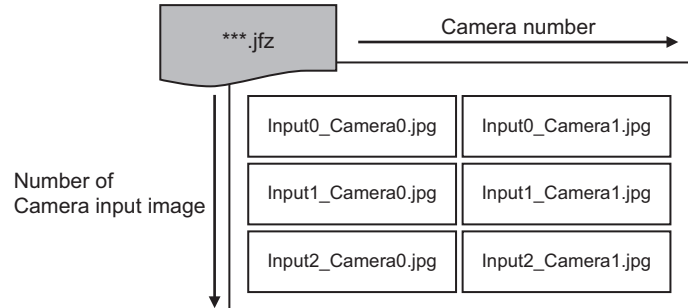 ***.jfz
Camera number
Input0_Camera0.jpg
Input0_Camera1.jpg
Number of
Camera input image
Input1_Camera0.jpg
Input1_Camera1.jpg
Input2_Camera0.jpg
Input2_Camera1.jpg